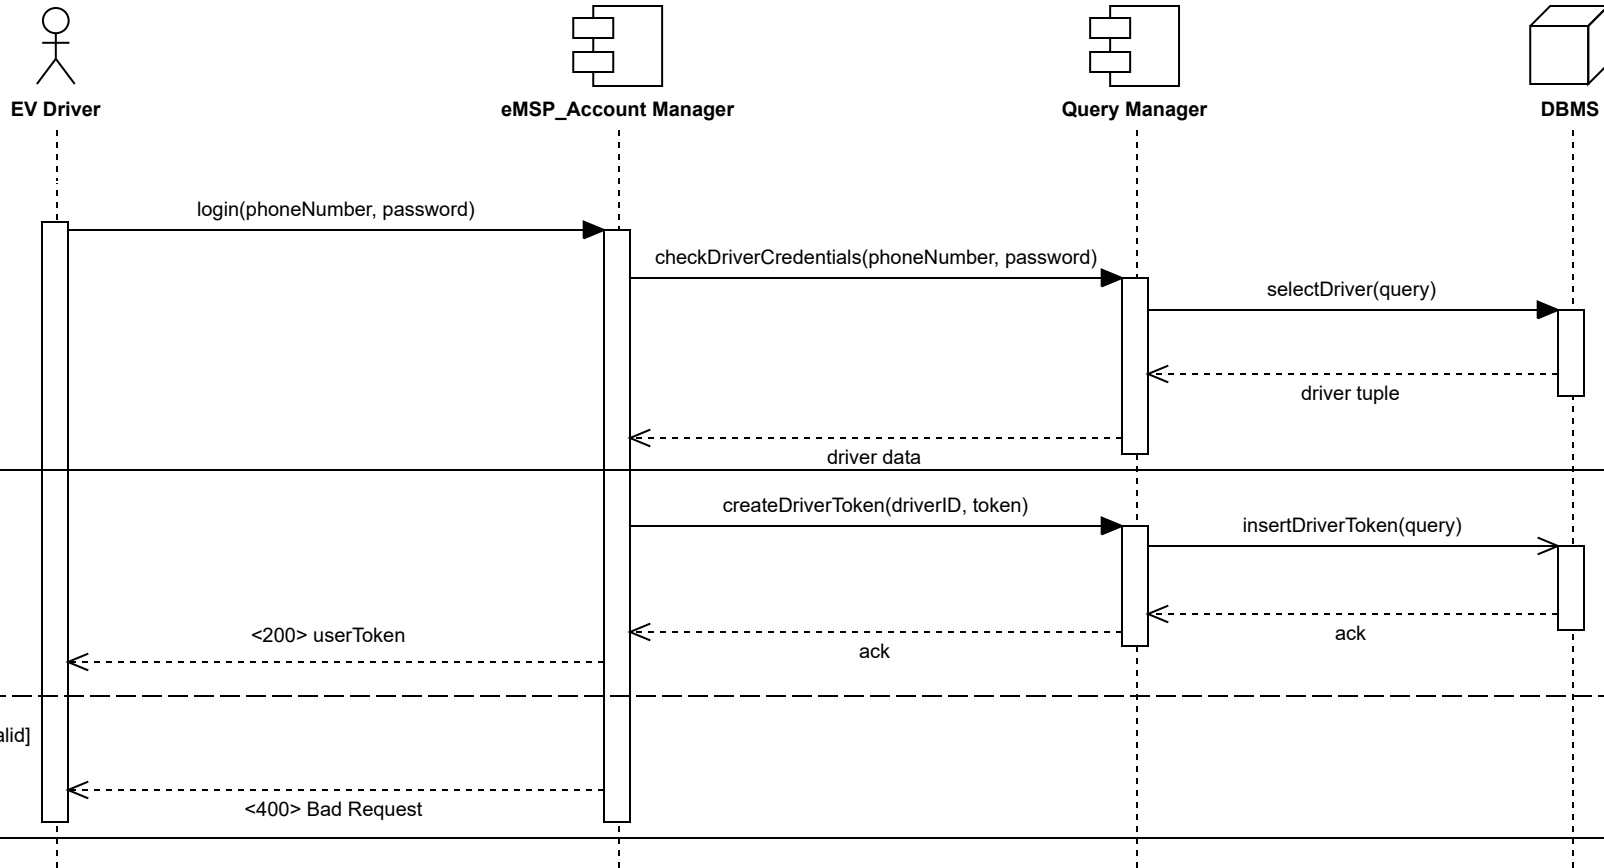 EV Driver
eMSP_Account Manager
Query Manager
DBMS
login(phoneNumber, password)
checkDriverCredentials(phoneNumber, password)
selectDriver(query)
driver tuple
driver data
createDriverToken(driverID, token)
insertDriverToken(query)
ack
<200> userToken
ack
alid]
<400> Bad Request